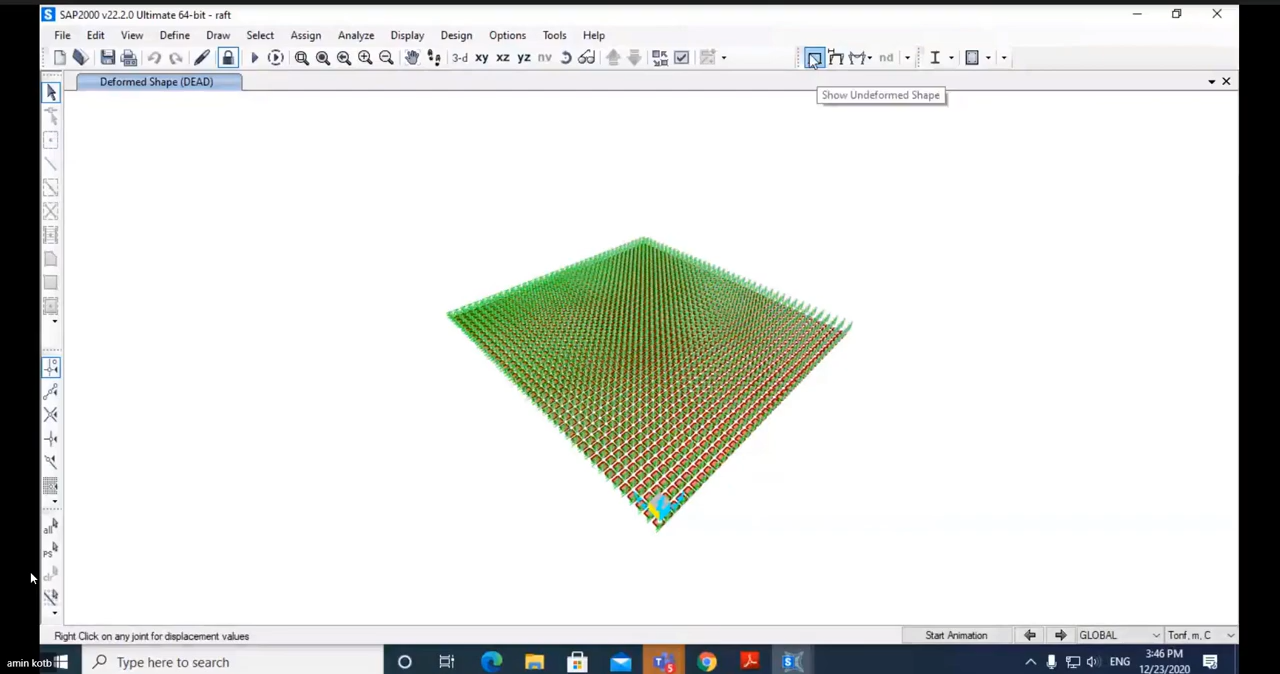 SAP2000 v22.2.0 Ultimate 64-bit - raft
File Edit View Define Draw Select Assign Analyze Display Design Options Tools Help
3-d xy xz yz nv nd
Deformed Shape (DEAD)
Show Undeformed Shape
all
PS
clr
Right Click on any joint for displacement values
Start Animation
GLOBAL
Tonf, m, C
amin kotb
Type here to search
ENG
3:46 PM
12/23/2020